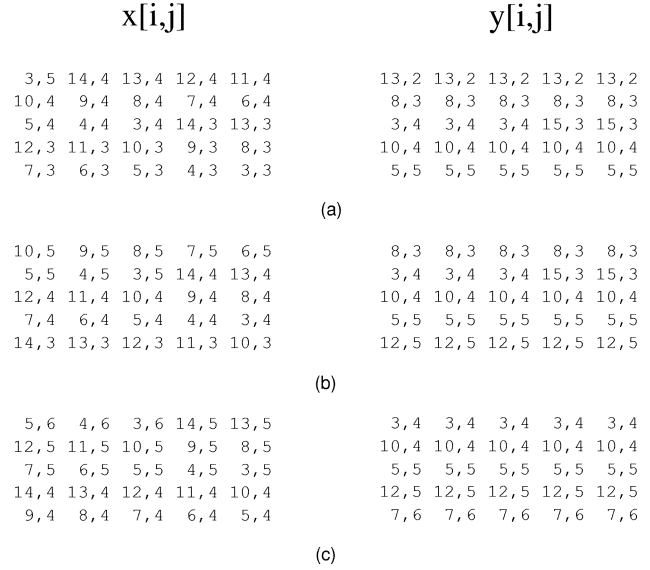 x[i,j] y[i,j]
3,5 14,4 13,4 12,4 11,4 13,2 13,2 13,2 13,2 13,2
10,4 9,4 8,4 7,4 6,4 8,3 8,3 8,3 8,3 8,3
5,4 4,4 3,4 14,3 13,3 3,4 3,4 3,4 15,3 15,3
12,3 11,3 10,3 9,3 8,3 10,4 10,4 10,4 10,4 10,4
7,3 6,3 5,3 4,3 3,3 5,5 5,5 5,5 5,5 5,5
(a)
10,5 9,5 8,5 7,5 6,5 8,3 8,3 8,3 8,3 8,3
5,5 4,5 3,5 14,4 13,4 3,4 3,4 3,4 15,3 15,3
12,4 11,4 10,4 9,4 8,4 10,4 10,4 10,4 10,4 10,4
7,4 6,4 5,4 4,4 3,4 5,5 5,5 5,5 5,5 5,5
14,3 13,3 12,3 11,3 10,3 12,5 12,5 12,5 12,5 12,5
(b)
5,6 4,6 3,6 14,5 13,5 3,4 3,4 3,4 3,4 3,4
12,5 11,5 10,5 9,5 8,5 10,4 10,4 10,4 10,4 10,4
7,5 6,5 5,5 4,5 3,5 5,5 5,5 5,5 5,5 5,5
14,4 13,4 12,4 11,4 10,4 12,5 12,5 12,5 12,5 12,5
9,4 8,4 7,4 6,4 5,4 7,6 7,6 7,6 7,6 7,6
(c)